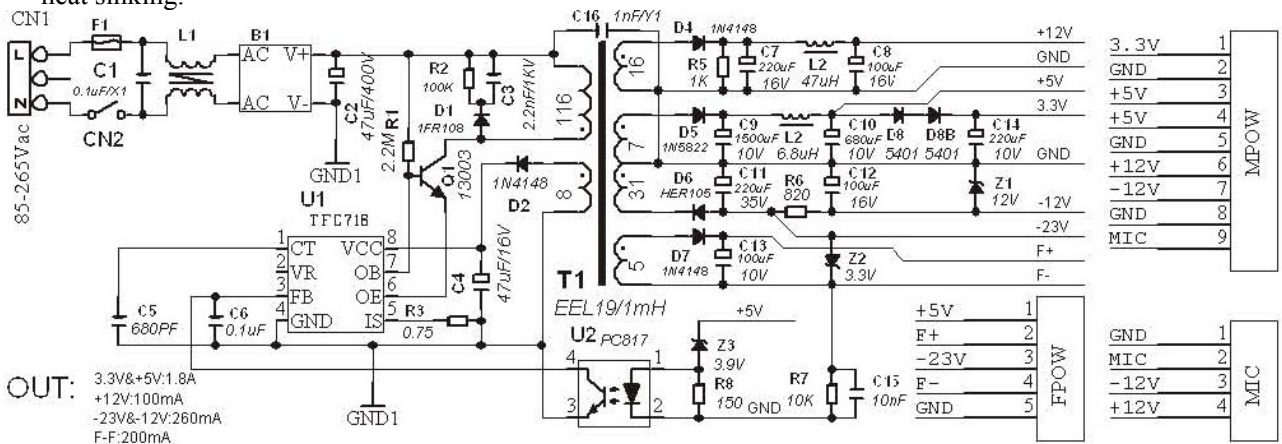 heat sinking.
CN1
F1
L1
B1
C16
1nF/Y1
L
N
C1
0.1uF/X1
CN2
85-265Vac
AC V+
AC V-
C2
47uF/400V
GND1
R1
2.2M
R2
100K
C3
2.2nF/1KV
D1
1FR108
Q1
13003
1N4148
D2
116
8
16
7
31
5
T1
EEL19/1mH
D4
1N4148
R5
1K
C7
220uF
16V
L2
47uH
C8
100uF
16V
+12V
GND
+5V
3.3V
D5
1N5822
C9
1500uF
10V
L2
6.8uH
C10
680uF
10V
D8
5401
D8B
5401
C14
220uF
10V
GND
D6
HER105
C11
220uF
35V
R6
820
C12
100uF
16V
Z1
12V
-12V
-23V
D7
1N4148
C13
100uF
10V
Z2
3.3V
F+
F-
U1
TFC718
1 CT VCC 8
2 VR OB 7
3 FB OE 6
4 GND IS 5
C4
47uF/16V
R3
0.75
C5
680PF
C6
0.1uF
GND1
U2 PC817
4 1
3 2
+5V
Z3
3.9V
R8
150
GND
R7
10K
C15
10nF
OUT:
3.3V&+5V:1.8A
+12V:100mA
-23V&-12V:260mA
F-F:200mA
3.3V 1
GND 2
+5V 3
+5V 4
GND 5
+12V 6
-12V 7
GND 8
MIC 9
MPOW
+5V 1
F+ 2
-23V 3
F- 4
GND 5
FPOW
GND 1
MIC 2
-12V 3
+12V 4
MIC